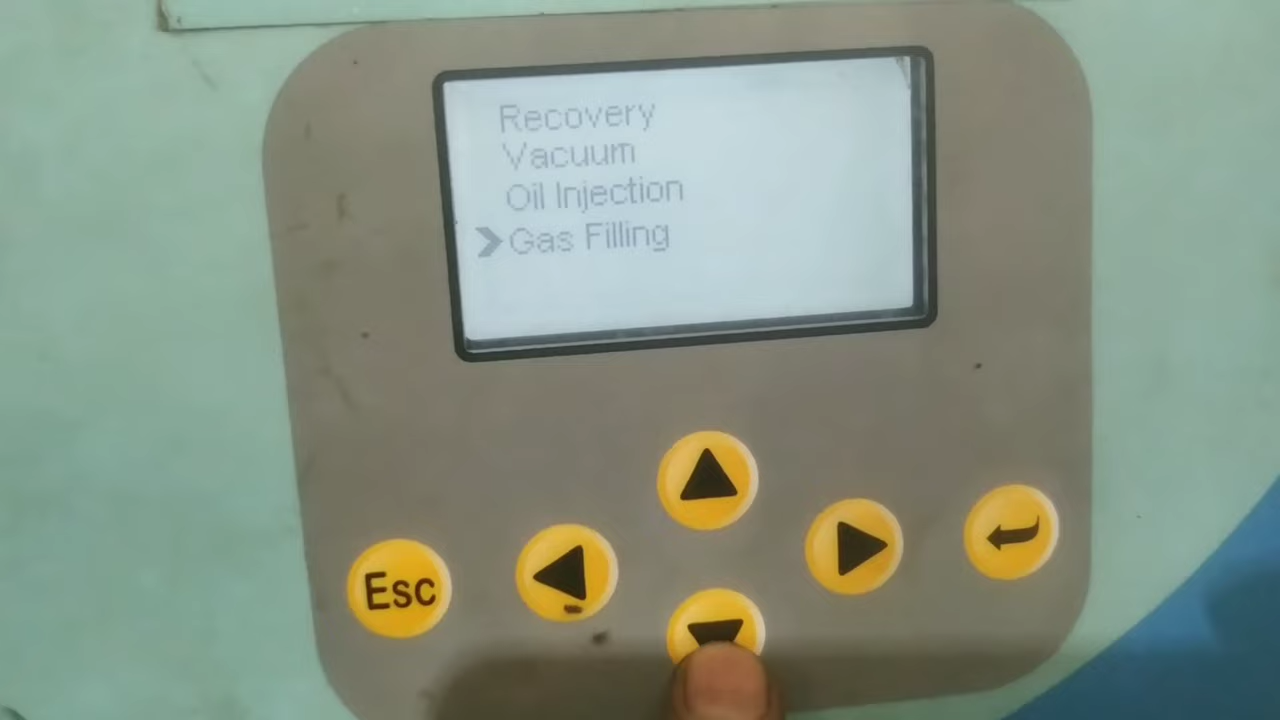 Recovery
Vacuum
Oil Injection
Gas Filling
Esc